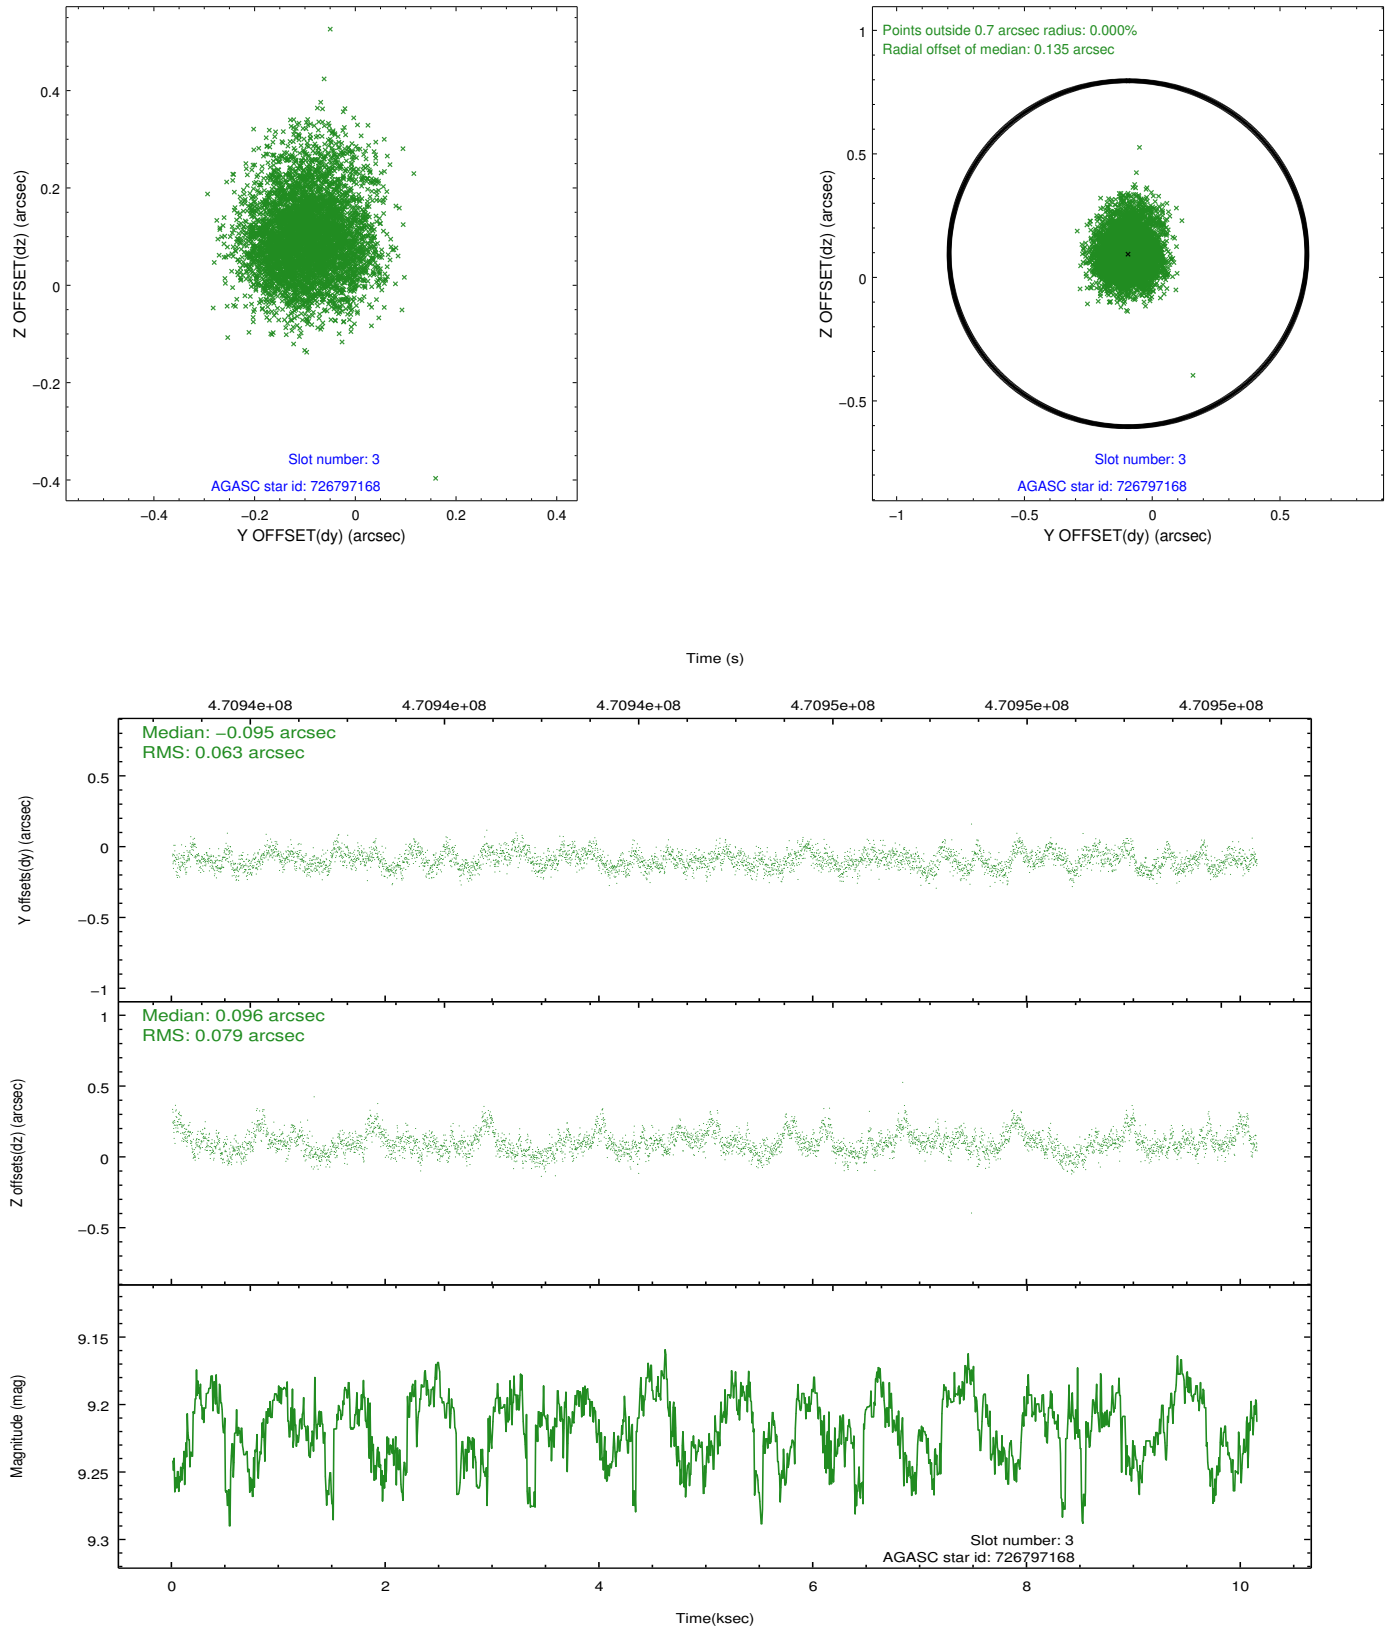 0.4
0.2
0
−0.2
−0.4
−0.4
−0.2
0
0.2
0.4
Z OFFSET(dz) (arcsec)
Y OFFSET(dy) (arcsec)
Slot number: 3
AGASC star id: 726797168
Points outside 0.7 arcsec radius: 0.000%
Radial offset of median: 0.135 arcsec
1
0.5
0
−0.5
−1
−0.5
0
0.5
Z OFFSET(dz) (arcsec)
Y OFFSET(dy) (arcsec)
Slot number: 3
AGASC star id: 726797168
Time (s)
4.7094e+08
4.7094e+08
4.7094e+08
4.7095e+08
4.7095e+08
4.7095e+08
Median: −0.095 arcsec
RMS: 0.063 arcsec
0.5
0
−0.5
−1
Y offsets(dy) (arcsec)
Median: 0.096 arcsec
RMS: 0.079 arcsec
1
0.5
0
−0.5
Z offsets(dz) (arcsec)
9.15
9.2
9.25
9.3
Magnitude (mag)
Slot number: 3
AGASC star id: 726797168
0
2
4
6
8
10
Time(ksec)